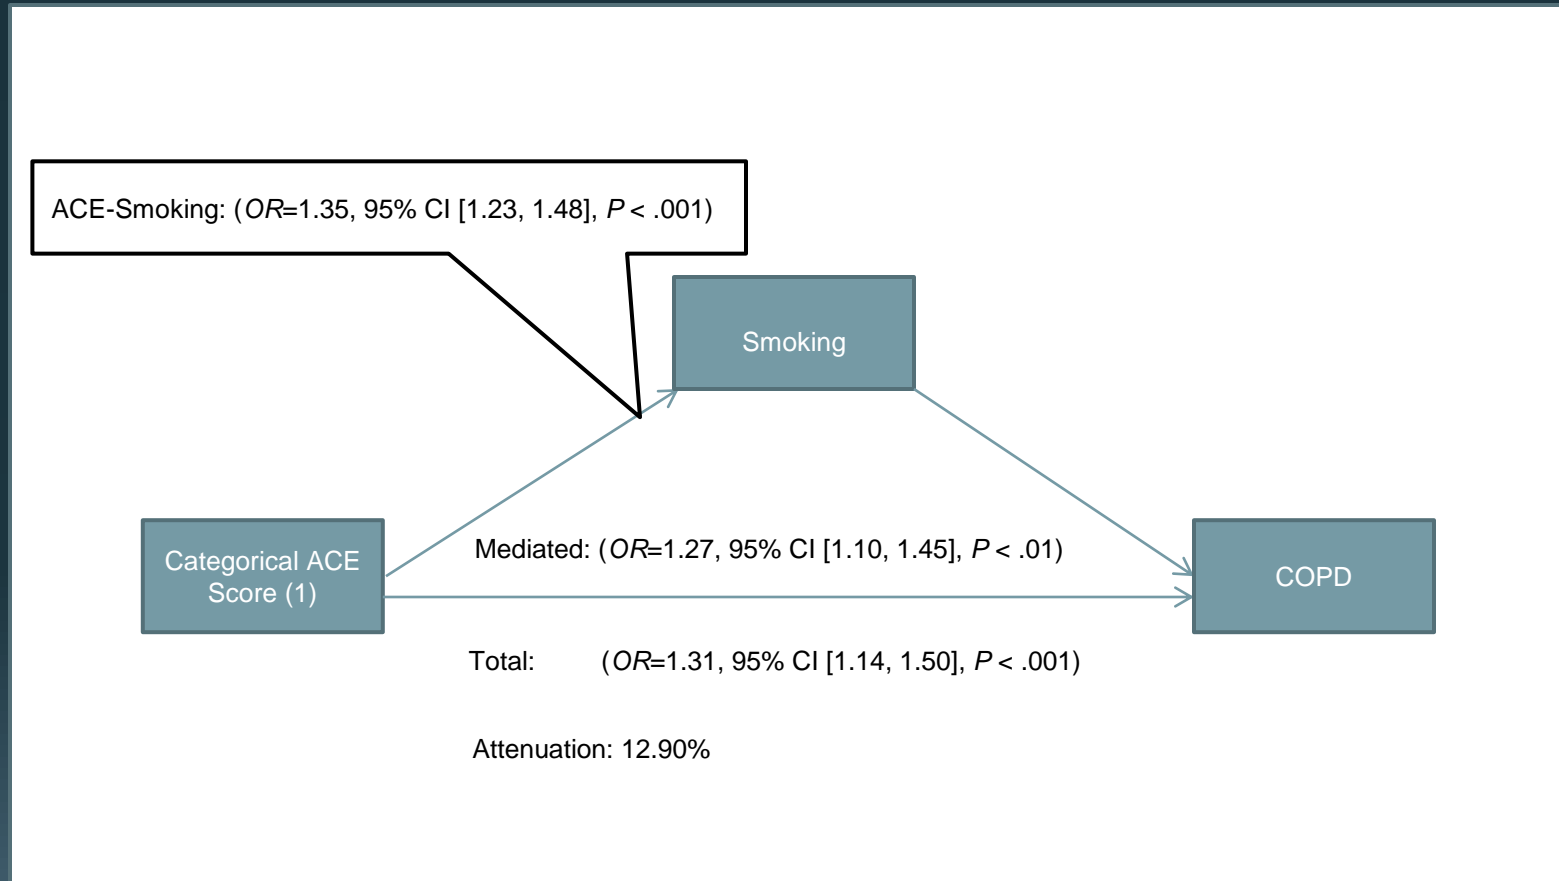 ACE-Smoking: (OR=1.35, 95% CI [1.23, 1.48], P < .001)
Smoking
Categorical ACE
Score (1)
Mediated: (OR=1.27, 95% CI [1.10, 1.45], P < .01)
COPD
Total: (OR=1.31, 95% CI [1.14, 1.50], P < .001)
Attenuation: 12.90%